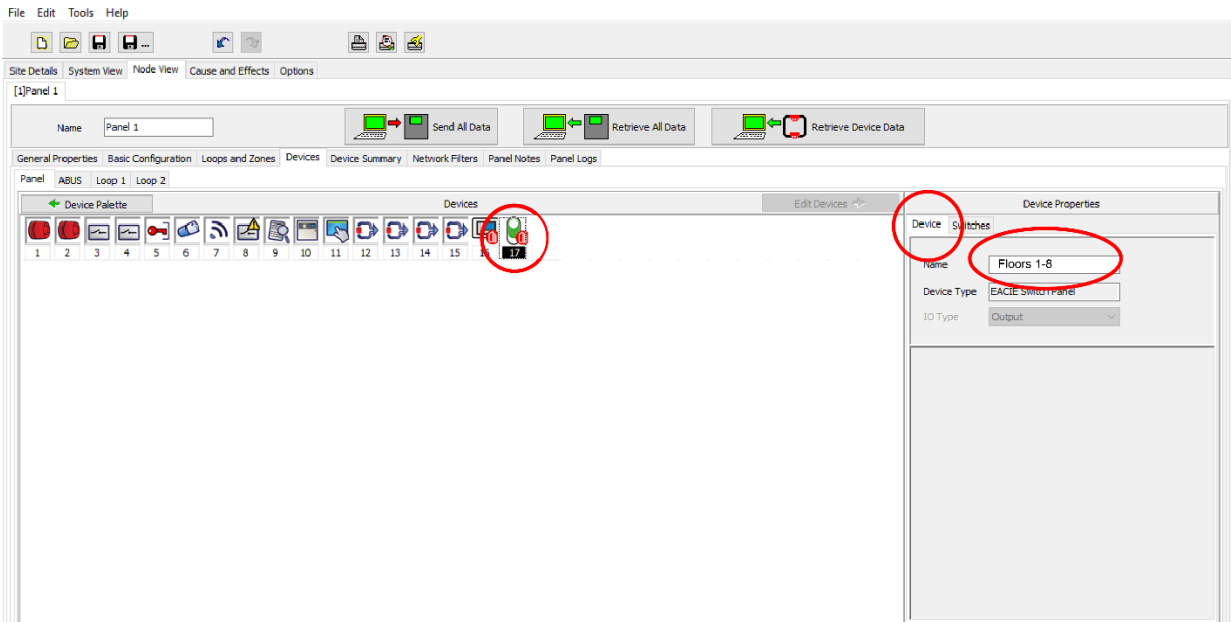 File Edit Tools Help
...
Site Details System View Node View Cause and Effects Options
[1]Panel 1
Name Panel 1 Send All Data Retrieve All Data Retrieve Device Data
General Properties Basic Configuration Loops and Zones Devices Device Summary Network Filters Panel Notes Panel Logs
Panel ABUS Loop 1 Loop 2
Device Palette Devices Edit Devices Device Properties
Device Switches
1 2 3 4 5 6 7 8 9 10 11 12 13 14 15 16 17
Name Floors 1-8
Device Type EACIE Panel
IO Type Output